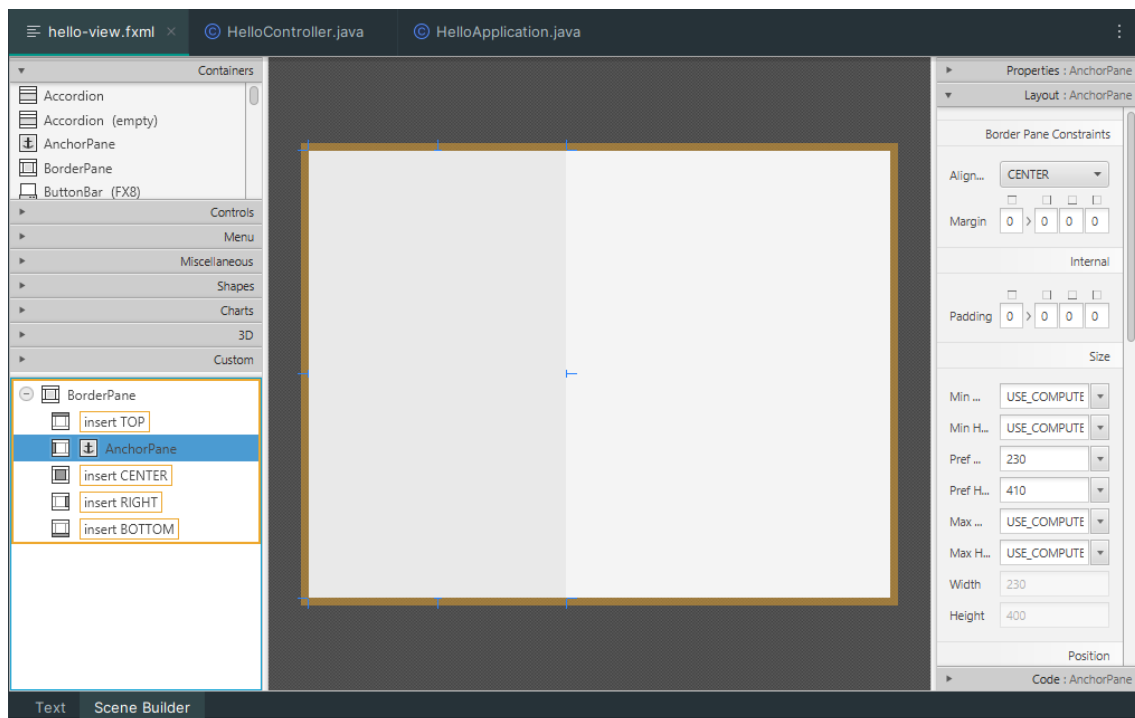 hello-view.fxml × HelloController.java HelloApplication.java
Containers
Accordion
Accordion (empty)
AnchorPane
BorderPane
ButtonBar (FX8)
Controls
Menu
Miscellaneous
Shapes
Charts
3D
Custom
BorderPane
insert TOP
AnchorPane
insert CENTER
insert RIGHT
insert BOTTOM
Properties : AnchorPane
Layout : AnchorPane
Border Pane Constraints
Align... CENTER
Margin 0 > 0 0 0
Internal
Padding 0 > 0 0 0
Size
Min ... USE_COMPUTE
Min H... USE_COMPUTE
Pref ... 230
Pref H... 410
Max ... USE_COMPUTE
Max H... USE_COMPUTE
Width 230
Height 400
Position
Code : AnchorPane
Text Scene Builder